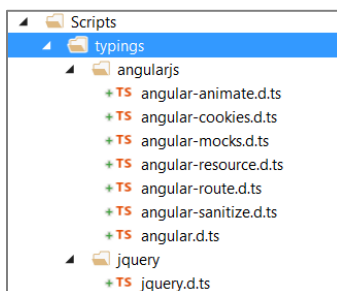 Scripts
typings
angularjs
+ TS angular-animate.d.ts
+ TS angular-cookies.d.ts
+ TS angular-mocks.d.ts
+ TS angular-resource.d.ts
+ TS angular-route.d.ts
+ TS angular-sanitize.d.ts
+ TS angular.d.ts
jquery
+ TS jquery.d.ts